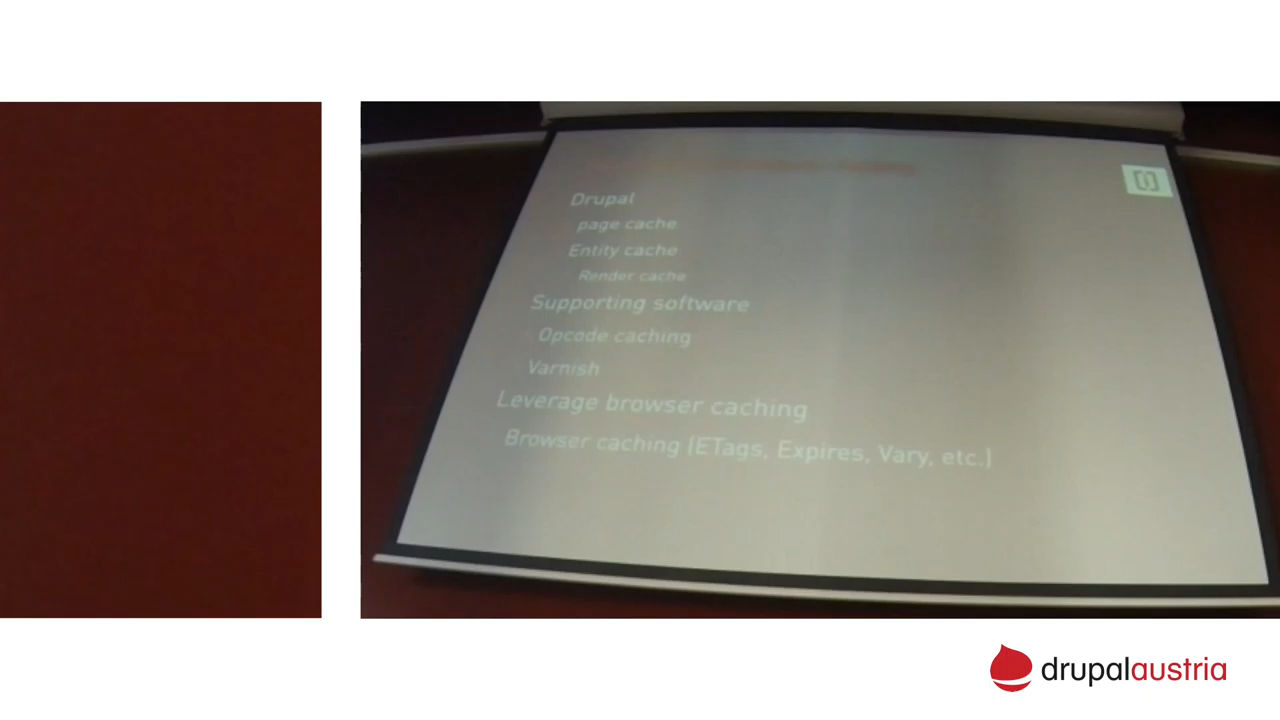 Drupal
page cache
Entity cache
Render cache
Supporting software
Opcode caching
Varnish
Leverage browser caching
Browser caching (ETags, Expires, Vary, etc.)
drupalaustria